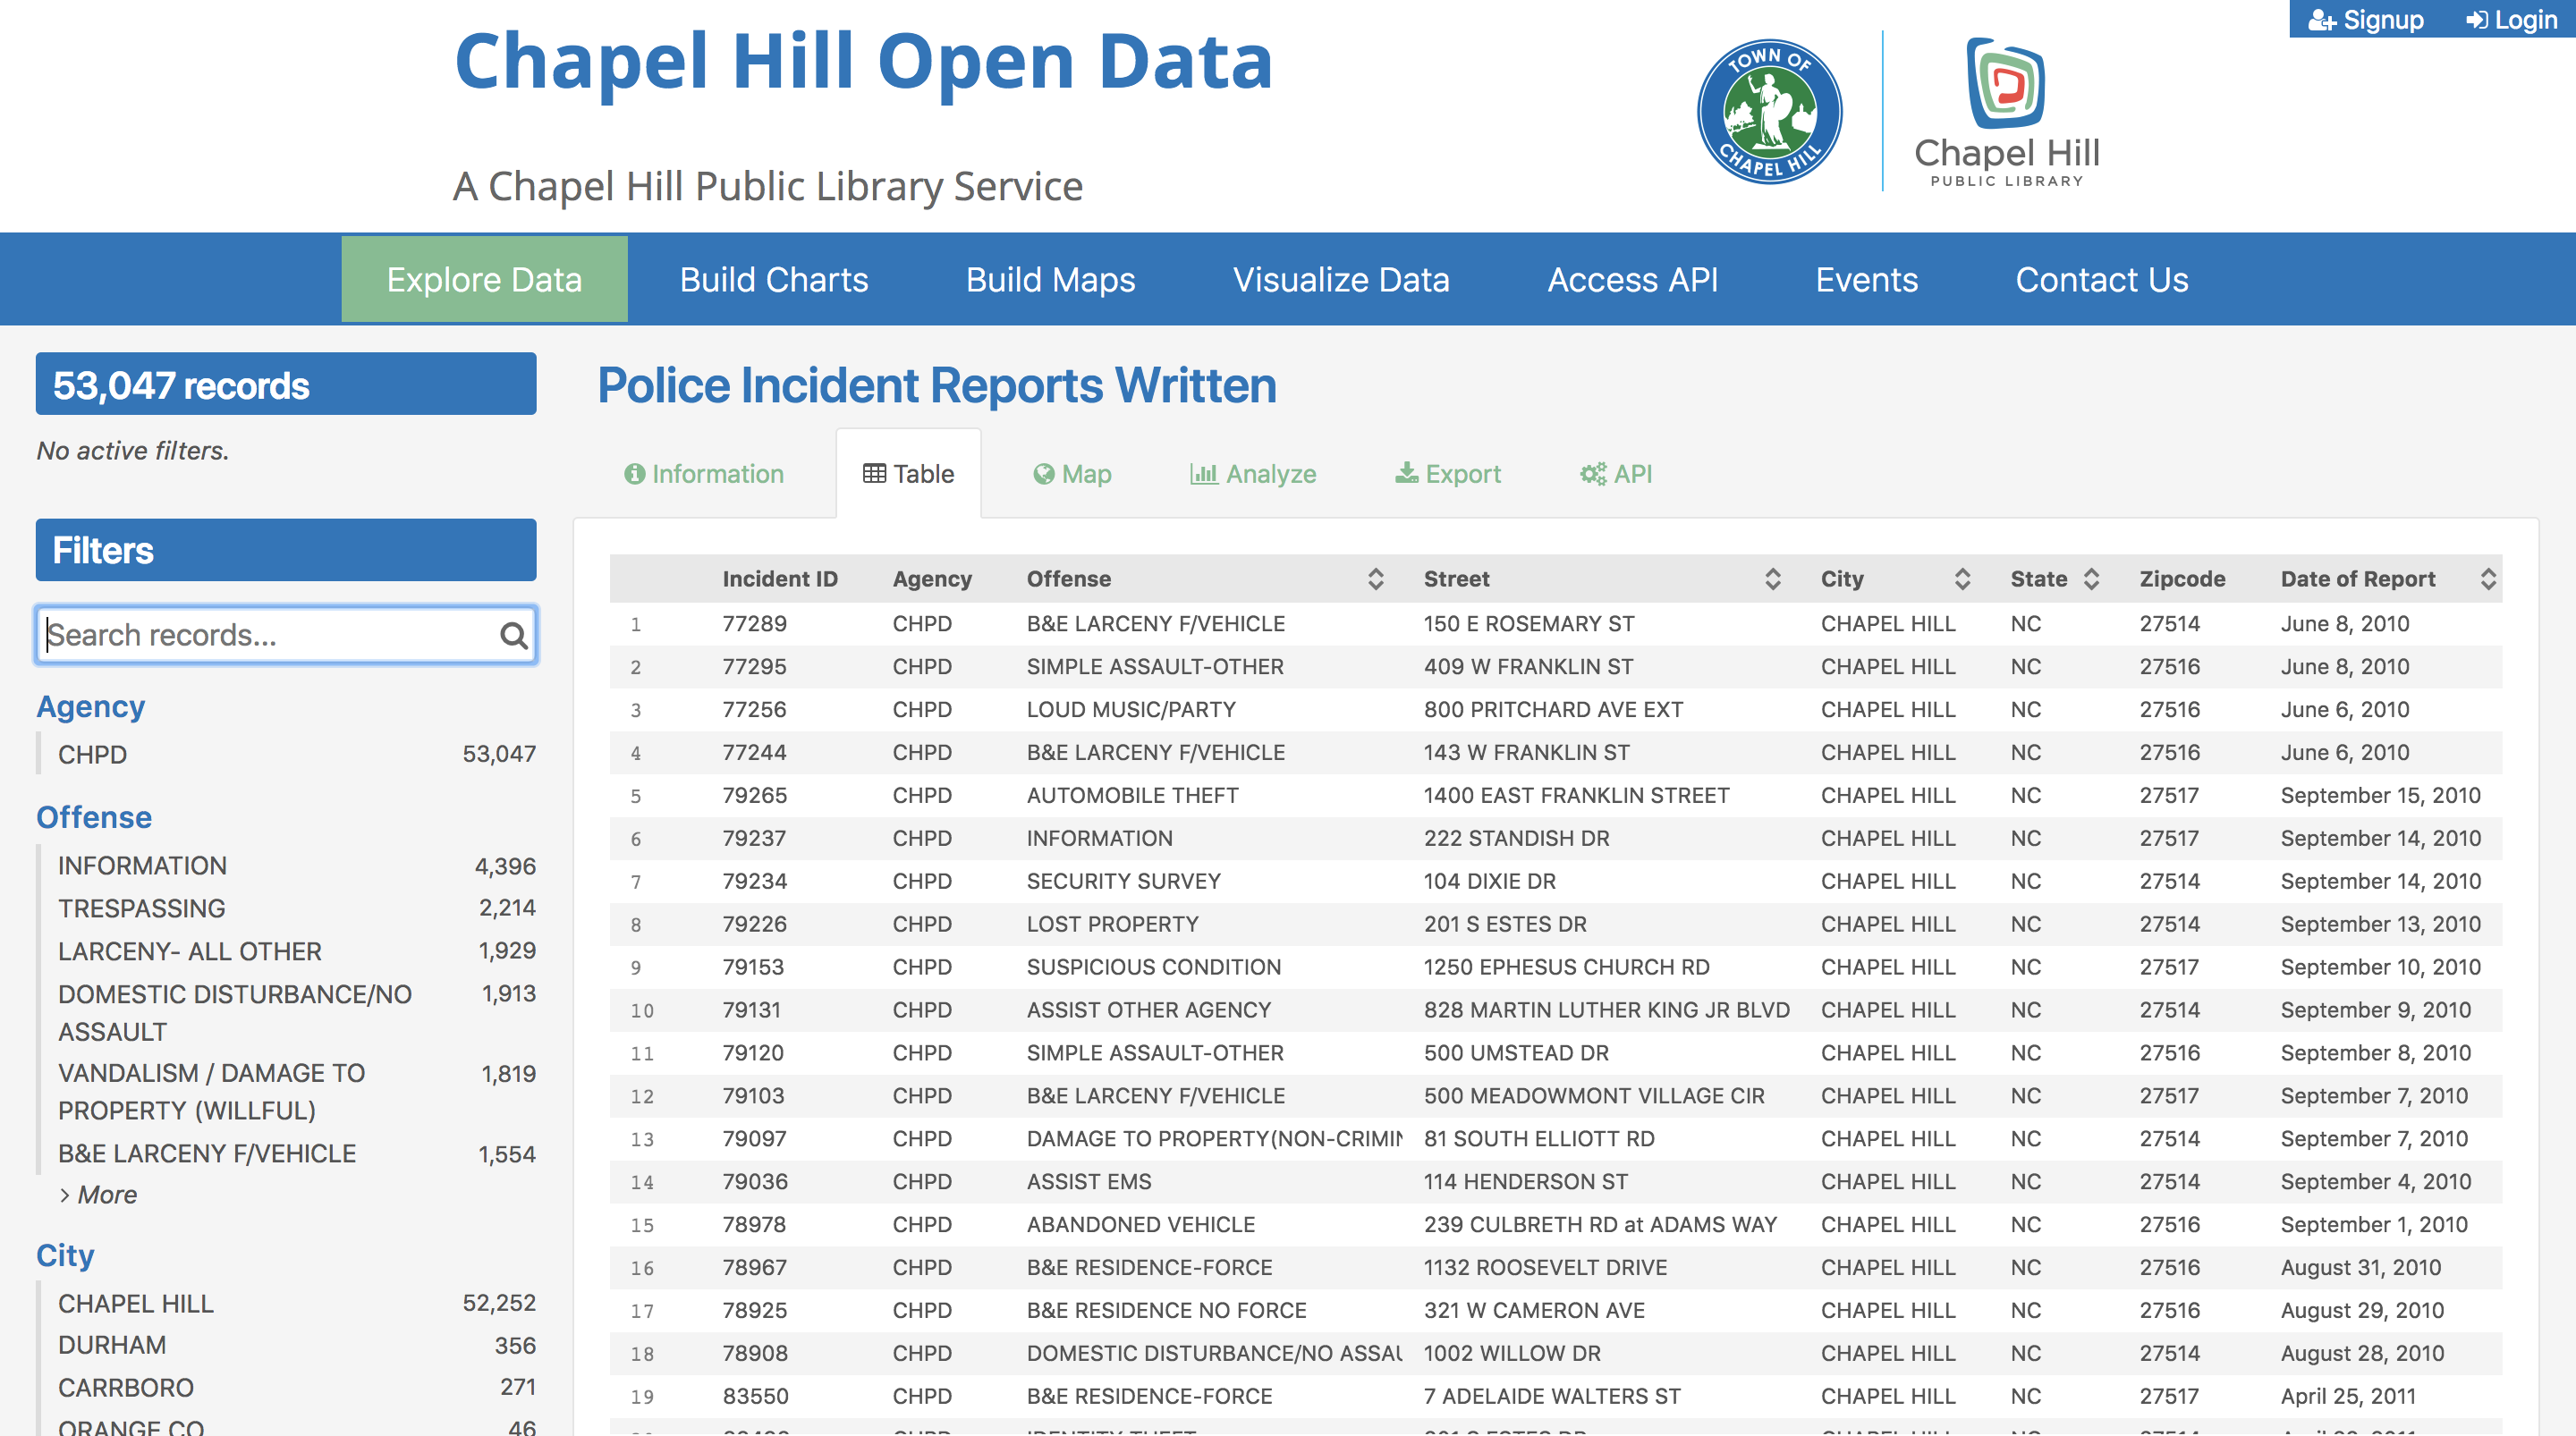 Signup Login
Chapel Hill Open Data
A Chapel Hill Public Library Service
TOWN OF
CHAPEL HILL
Chapel Hill
PUBLIC LIBRARY
Explore Data Build Charts Build Maps Visualize Data Access API Events Contact Us
53,047 records
No active filters.
Filters
Search records...
Agency
CHPD 53,047
Offense
INFORMATION 4,396
TRESPASSING 2,214
LARCENY- ALL OTHER 1,929
DOMESTIC DISTURBANCE/NO 1,913
ASSAULT
VANDALISM / DAMAGE TO 1,819
PROPERTY (WILLFUL)
B&E LARCENY F/VEHICLE 1,554
> More
City
CHAPEL HILL 52,252
DURHAM 356
CARRBORO 271
ORANGE CO 46
Police Incident Reports Written
Information Table Map Analyze Export API
Incident ID Agency Offense Street City State Zipcode Date of Report
1 77289 CHPD B&E LARCENY F/VEHICLE 150 E ROSEMARY ST CHAPEL HILL NC 27514 June 8, 2010
2 77295 CHPD SIMPLE ASSAULT-OTHER 409 W FRANKLIN ST CHAPEL HILL NC 27516 June 8, 2010
3 77256 CHPD LOUD MUSIC/PARTY 800 PRITCHARD AVE EXT CHAPEL HILL NC 27516 June 6, 2010
4 77244 CHPD B&E LARCENY F/VEHICLE 143 W FRANKLIN ST CHAPEL HILL NC 27516 June 6, 2010
5 79265 CHPD AUTOMOBILE THEFT 1400 EAST FRANKLIN STREET CHAPEL HILL NC 27517 September 15, 2010
6 79237 CHPD INFORMATION 222 STANDISH DR CHAPEL HILL NC 27517 September 14, 2010
7 79234 CHPD SECURITY SURVEY 104 DIXIE DR CHAPEL HILL NC 27514 September 14, 2010
8 79226 CHPD LOST PROPERTY 201 S ESTES DR CHAPEL HILL NC 27514 September 13, 2010
9 79153 CHPD SUSPICIOUS CONDITION 1250 EPHESUS CHURCH RD CHAPEL HILL NC 27517 September 10, 2010
10 79131 CHPD ASSIST OTHER AGENCY 828 MARTIN LUTHER KING JR BLVD CHAPEL HILL NC 27514 September 9, 2010
11 79120 CHPD SIMPLE ASSAULT-OTHER 500 UMSTEAD DR CHAPEL HILL NC 27516 September 8, 2010
12 79103 CHPD B&E LARCENY F/VEHICLE 500 MEADOWMONT VILLAGE CIR CHAPEL HILL NC 27517 September 7, 2010
13 79097 CHPD DAMAGE TO PROPERTY(NON-CRIMIN 81 SOUTH ELLIOTT RD CHAPEL HILL NC 27514 September 7, 2010
14 79036 CHPD ASSIST EMS 114 HENDERSON ST CHAPEL HILL NC 27514 September 4, 2010
15 78978 CHPD ABANDONED VEHICLE 239 CULBRETH RD at ADAMS WAY CHAPEL HILL NC 27516 September 1, 2010
16 78967 CHPD B&E RESIDENCE-FORCE 1132 ROOSEVELT DRIVE CHAPEL HILL NC 27516 August 31, 2010
17 78925 CHPD B&E RESIDENCE NO FORCE 321 W CAMERON AVE CHAPEL HILL NC 27516 August 29, 2010
18 78908 CHPD DOMESTIC DISTURBANCE/NO ASSAU 1002 WILLOW DR CHAPEL HILL NC 27514 August 28, 2010
19 83550 CHPD B&E RESIDENCE-FORCE 7 ADELAIDE WALTERS ST CHAPEL HILL NC 27517 April 25, 2011